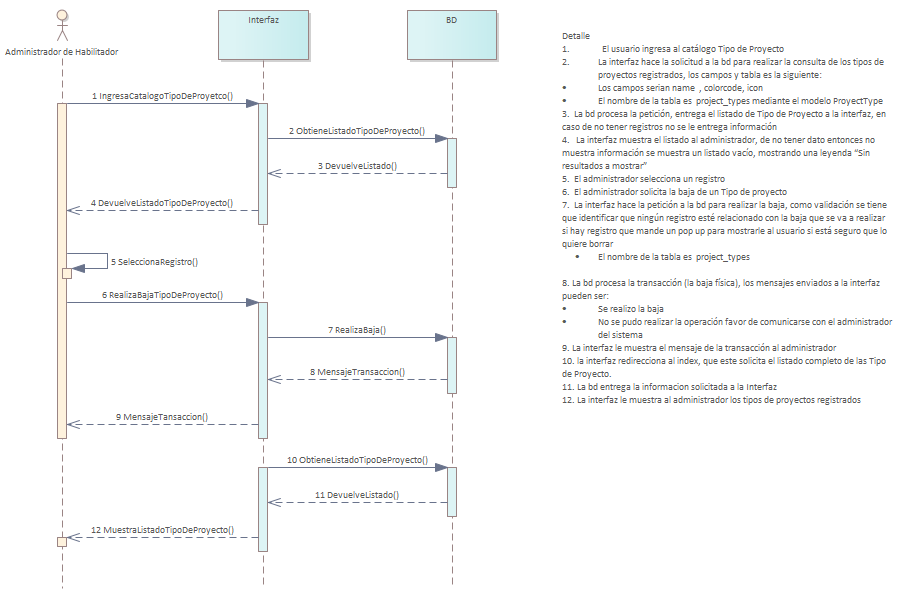 Administrador de Habilitador
Interfaz
BD
1 IngresaCatalogoTipoDeProyetco()
2 ObtieneListadoTipoDeProyecto()
3 DevuelveListado()
4 DevuelveListadoTipoDeProyecto()
5 SeleccionaRegistro()
6 RealizaBajaTipoDeProyecto()
7 RealizaBaja()
8 MensajeTransaccion()
9 MensajeTansaccion()
10 ObtieneListadoTipoDeProyecto()
11 DevuelveListado()
12 MuestraListadoTipoDeProyecto()
Detalle
1. El usuario ingresa al catálogo Tipo de Proyecto
2. La interfaz hace la solicitud a la bd para realizar la consulta de los tipos de
proyectos registrados, los campos y tabla es la siguiente:
• Los campos serian name , colorcode, icon
• El nombre de la tabla es project_types mediante el modelo ProyectType
3. La bd procesa la petición, entrega el listado de Tipo de Proyecto a la interfaz, en
caso de no tener registros no se le entrega información
4. La interfaz muestra el listado al administrador, de no tener dato entonces no
muestra información se muestra un listado vacío, mostrando una leyenda “Sin
resultados a mostrar”
5. El administrador selecciona un registro
6. El administrador solicita la baja de un Tipo de proyecto
7. La interfaz hace la petición a la bd para realizar la baja, como validación se tiene
que identificar que ningún registro esté relacionado con la baja que se va a realizar
si hay registro que mande un pop up para mostrarle al usuario si está seguro que lo
quiere borrar
• El nombre de la tabla es project_types
8. La bd procesa la transacción (la baja física), los mensajes enviados a la interfaz
pueden ser:
• Se realizo la baja
• No se pudo realizar la operación favor de comunicarse con el administrador
del sistema
9. La interfaz le muestra el mensaje de la transacción al administrador
10. la interfaz redirecciona al index, que este solicita el listado completo de las Tipo
de Proyecto.
11. La bd entrega la informacion solicitada a la Interfaz
12. La interfaz le muestra al administrador los tipos de proyectos registrados